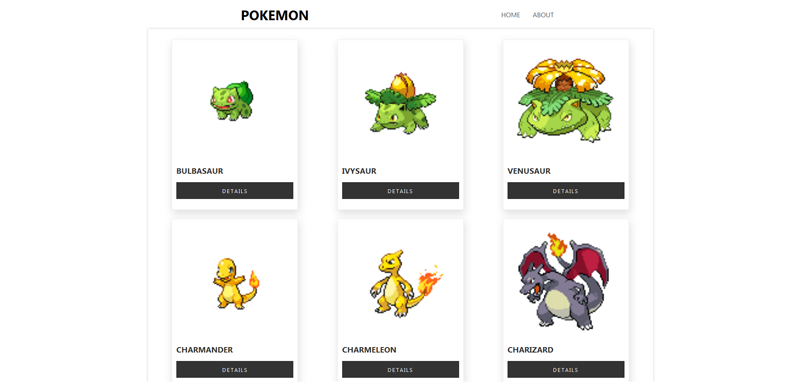 POKEMON
HOME ABOUT
BULBASAUR
DETAILS
IVYSAUR
DETAILS
VENUSAUR
DETAILS
CHARMANDER
DETAILS
CHARMELEON
DETAILS
CHARIZARD
DETAILS